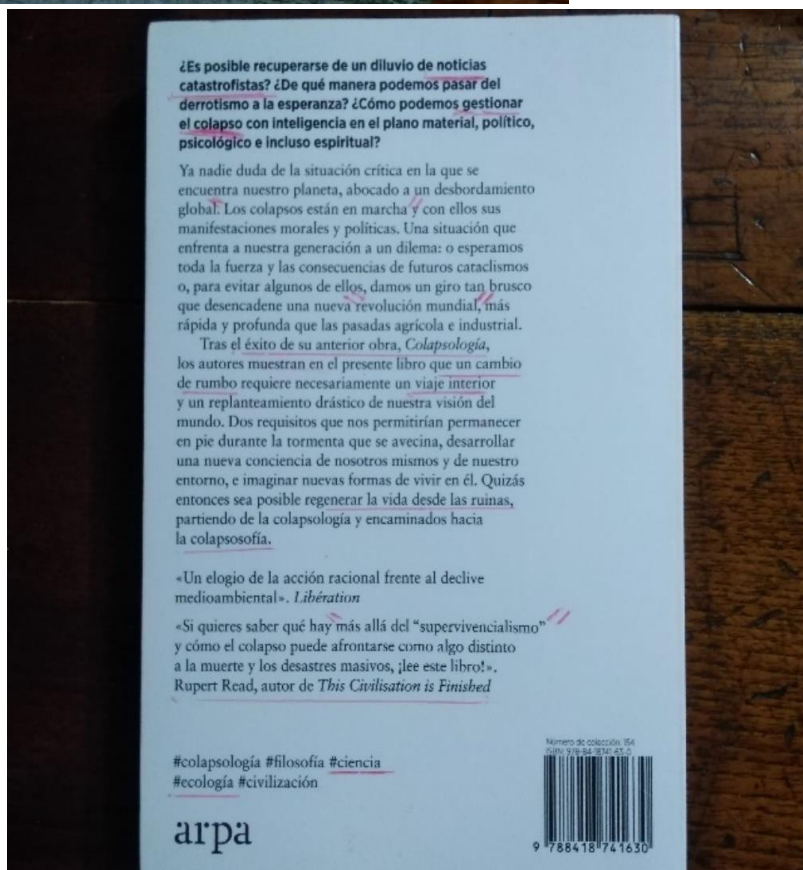 ¿Es posible recuperarse de un diluvio de noticias
catastrofistas? ¿De qué manera podemos pasar del
derrotismo a la esperanza? ¿Cómo podemos gestionar
el colapso con inteligencia en el plano material, político,
psicológico e incluso espiritual?
Ya nadie duda de la situación crítica en la que se
encuentra nuestro planeta, abocado a un desbordamiento
global. Los colapsos están en marcha y con ellos sus
manifestaciones morales y políticas. Una situación que
enfrenta a nuestra generación a un dilema: o esperamos
toda la fuerza y las consecuencias de futuros cataclismos
o, para evitar algunos de ellos, damos un giro tan brusco
que desencadene una nueva revolución mundial, más
rápida y profunda que las pasadas agrícola e industrial.
Tras el éxito de su anterior obra, Colapsología,
los autores muestran en el presente libro que un cambio
de rumbo requiere necesariamente un viaje interior
y un replanteamiento drástico de nuestra visión del
mundo. Dos requisitos que nos permitirían permanecer
en pie durante la tormenta que se avecina, desarrollar
una nueva conciencia de nosotros mismos y de nuestro
entorno, e imaginar nuevas formas de vivir en él. Quizás
entonces sea posible regenerar la vida desde las ruinas,
partiendo de la colapsología y encaminados hacia
la colapsosofía.
«Un elogio de la acción racional frente al declive
medioambiental». Libération
«Si quieres saber qué hay más allá del “supervivencialismo”
y cómo el colapso puede afrontarse como algo distinto
a la muerte y los desastres masivos, ¡lee este libro!».
Rupert Read, autor de This Civilisation is Finished
#colapsología #filosofía #ciencia
#ecología #civilización
arpa
Número de colección: 154
ISBN: 978-84-18741-63-0
9 788418 741630